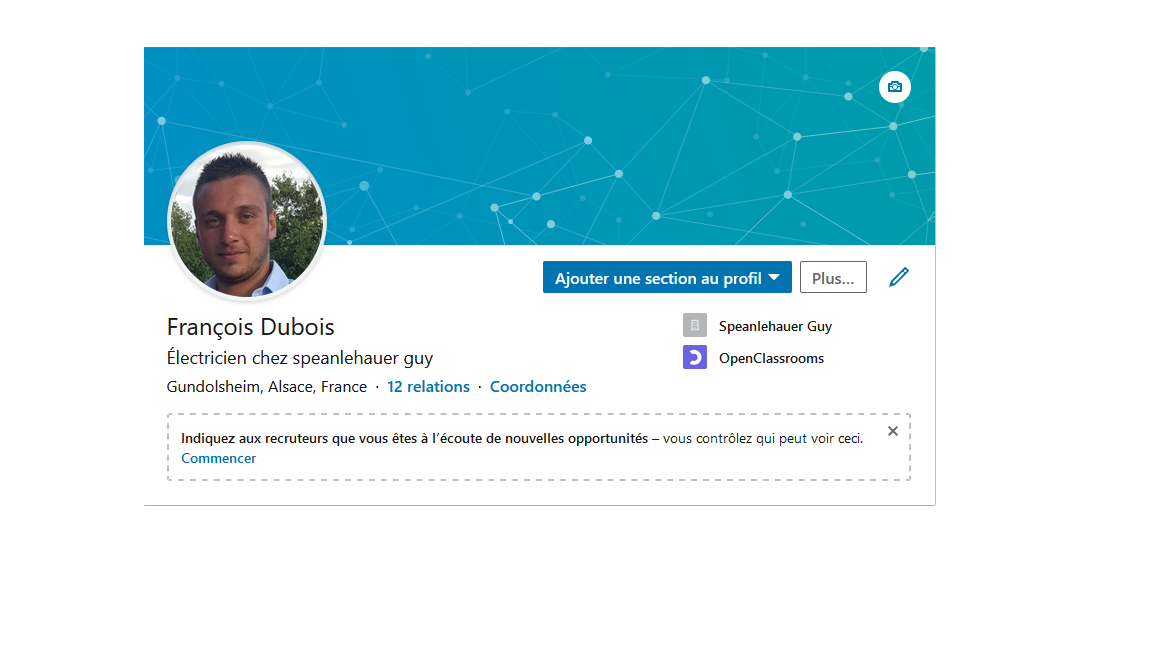 Ajouter une section au profil
Plus...
François Dubois
Électricien chez speanlehauer guy
Gundolsheim, Alsace, France · 12 relations · Coordonnées
Speanlehauer Guy
OpenClassrooms
Indiquez aux recruteurs que vous êtes à l’écoute de nouvelles opportunités – vous contrôlez qui peut voir ceci.
Commencer